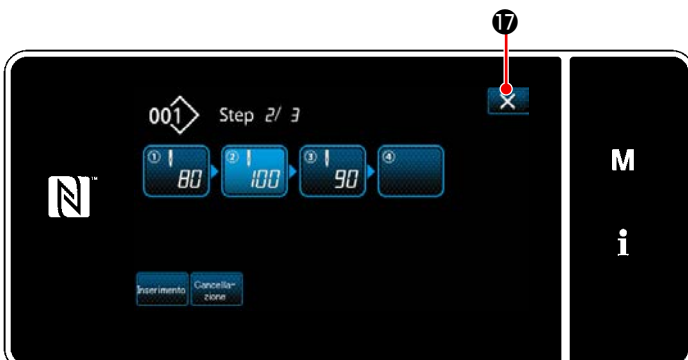 ⓱
001 Step 2/ 3
① 80 ② 100 ③ 90 ④
M
i
Inserimento Cancella-
zione